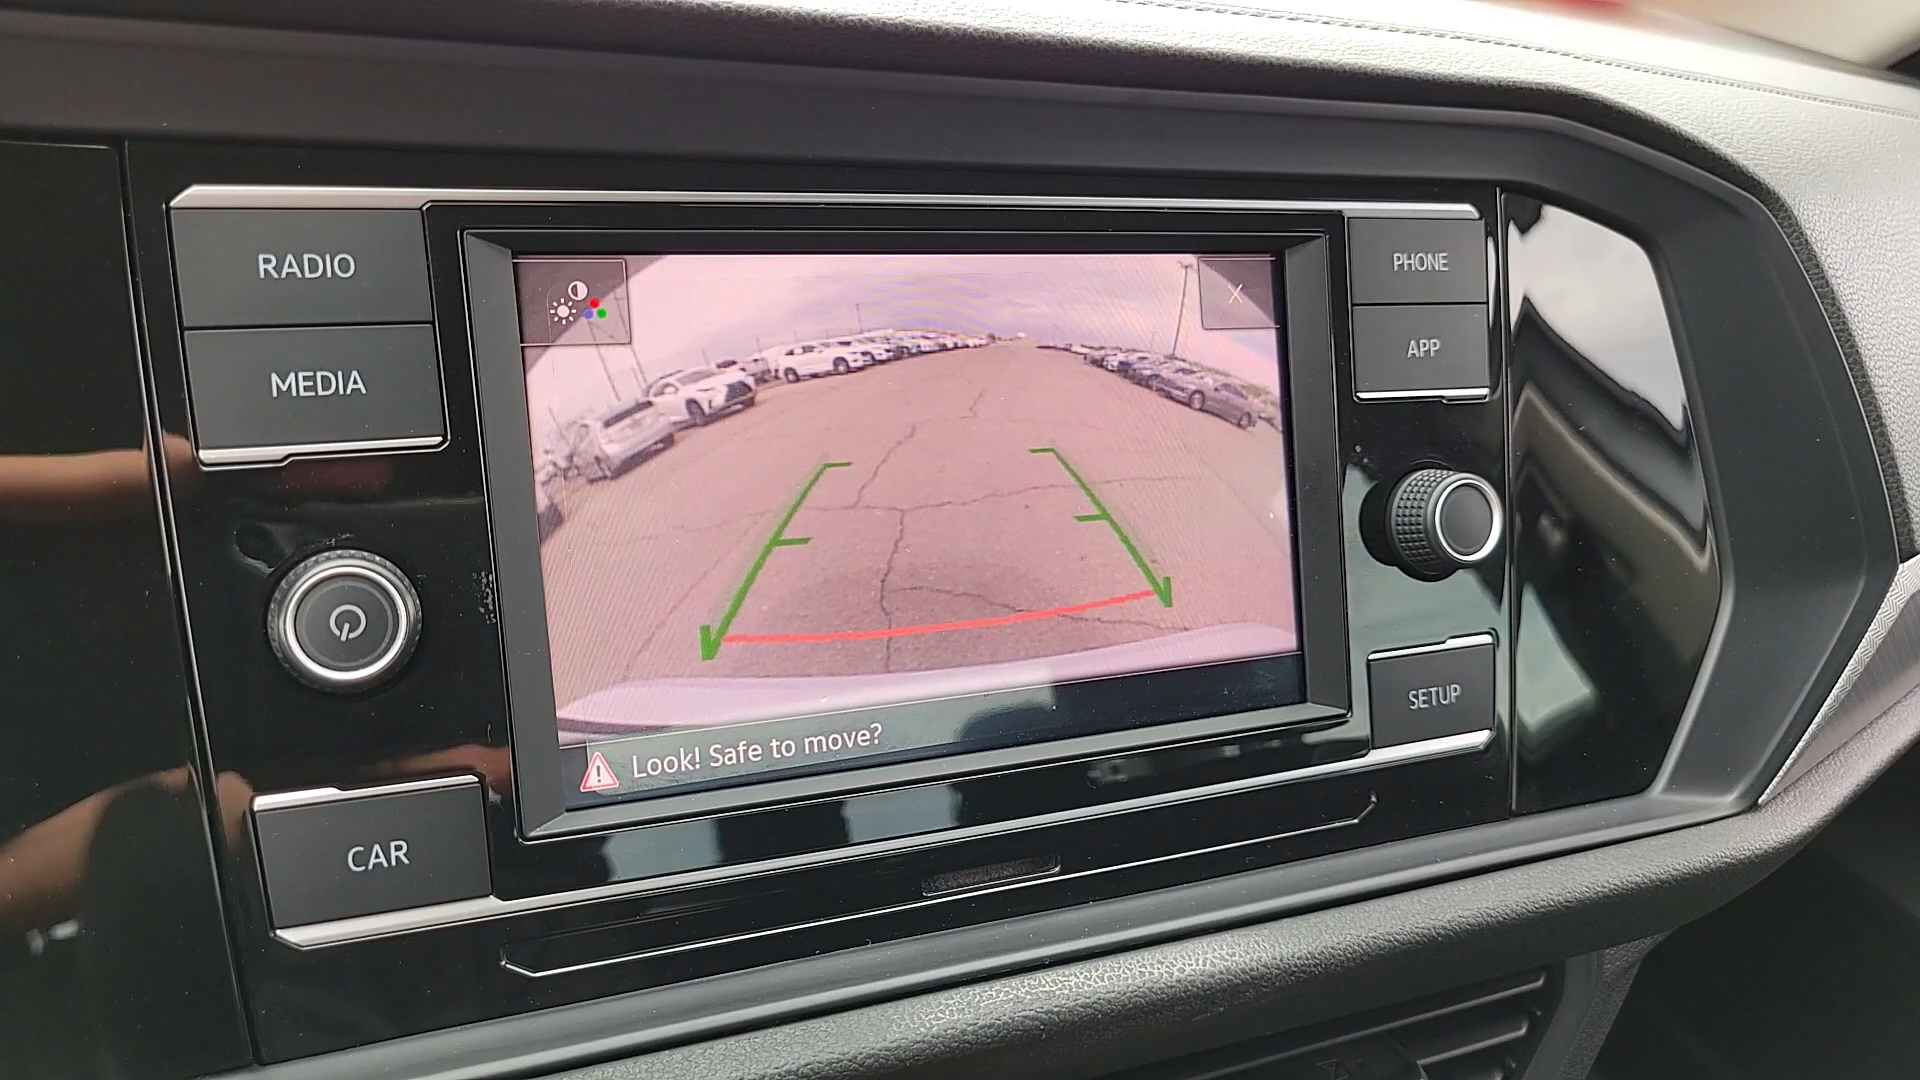 RADIO
MEDIA
CAR
X
Look! Safe to move?
PHONE
APP
SETUP